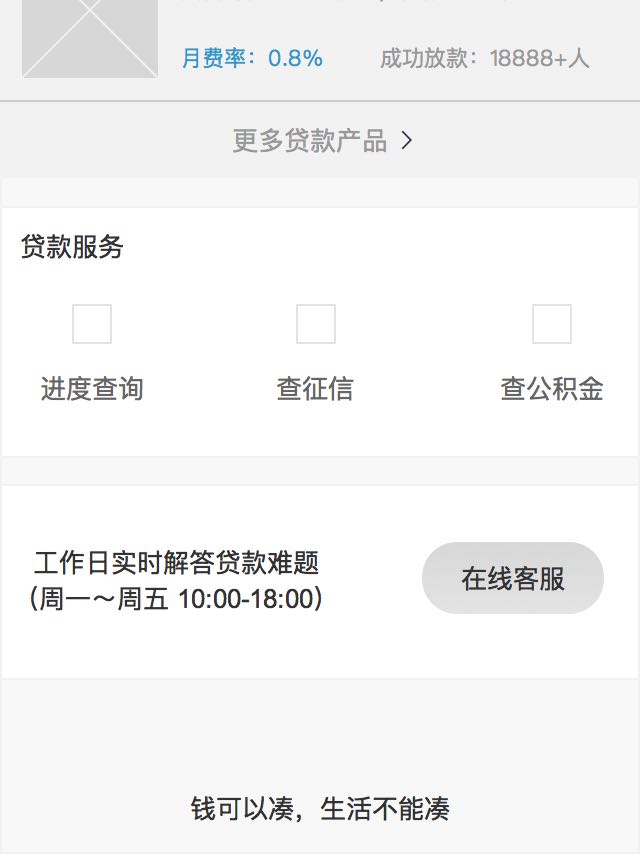 月费率：0.8%
成功放款：18888+人
更多贷款产品
贷款服务
进度查询
查征信
查公积金
工作日实时解答贷款难题
（周一～周五 10:00-18:00）
在线客服
钱可以凑，生活不能凑